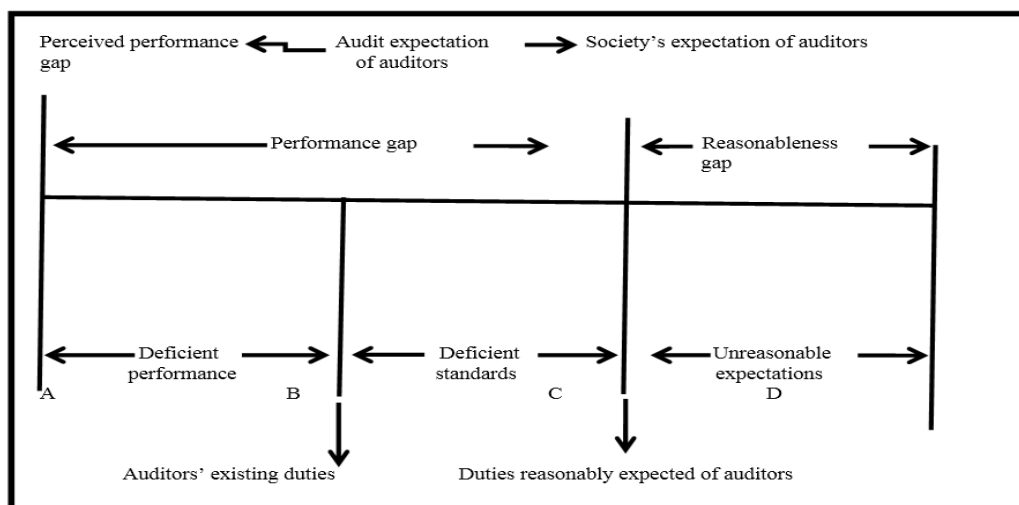 Perceived performance gap
Audit expectation of auditors
Society’s expectation of auditors
Performance gap
Reasonableness gap
Deficient performance
Deficient standards
Unreasonable expectations
A B C D
Auditors’ existing duties
Duties reasonably expected of auditors